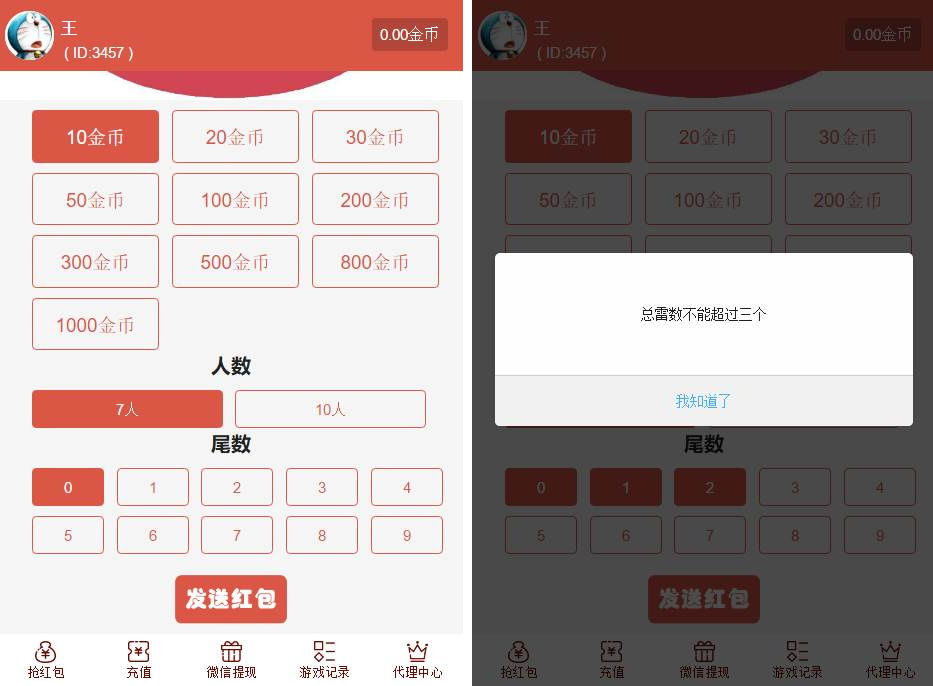 王
( ID:3457 )
0.00金币
10金币
20金币
30金币
50金币
100金币
200金币
300金币
500金币
800金币
1000金币
人数
7人
10人
尾数
0
1
2
3
4
5
6
7
8
9
发送红包
抢红包
充值
微信提现
游戏记录
代理中心
王
( ID:3457 )
0.00金币
10金币
20金币
30金币
50金币
100金币
200金币
总雷数不能超过三个
我知道了
尾数
0
1
2
3
4
5
6
7
8
9
发送红包
抢红包
充值
微信提现
游戏记录
代理中心